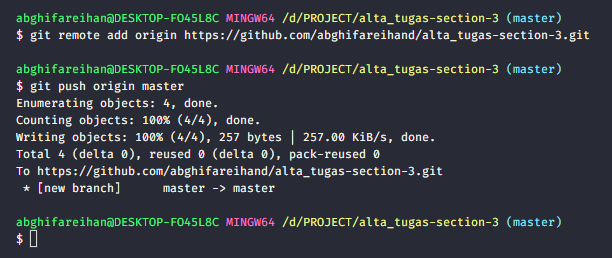 abghifareihan@DESKTOP-FO45L8C MINGW64 /d/PROJECT/alta_tugas-section-3 (master)
$ git remote add origin https://github.com/abghifareihand/alta_tugas-section-3.git
abghifareihan@DESKTOP-FO45L8C MINGW64 /d/PROJECT/alta_tugas-section-3 (master)
$ git push origin master
Enumerating objects: 4, done.
Counting objects: 100% (4/4), done.
Writing objects: 100% (4/4), 257 bytes | 257.00 KiB/s, done.
Total 4 (delta 0), reused 0 (delta 0), pack-reused 0
To https://github.com/abghifareihand/alta_tugas-section-3.git
 * [new branch]      master -> master
abghifareihan@DESKTOP-FO45L8C MINGW64 /d/PROJECT/alta_tugas-section-3 (master)
$